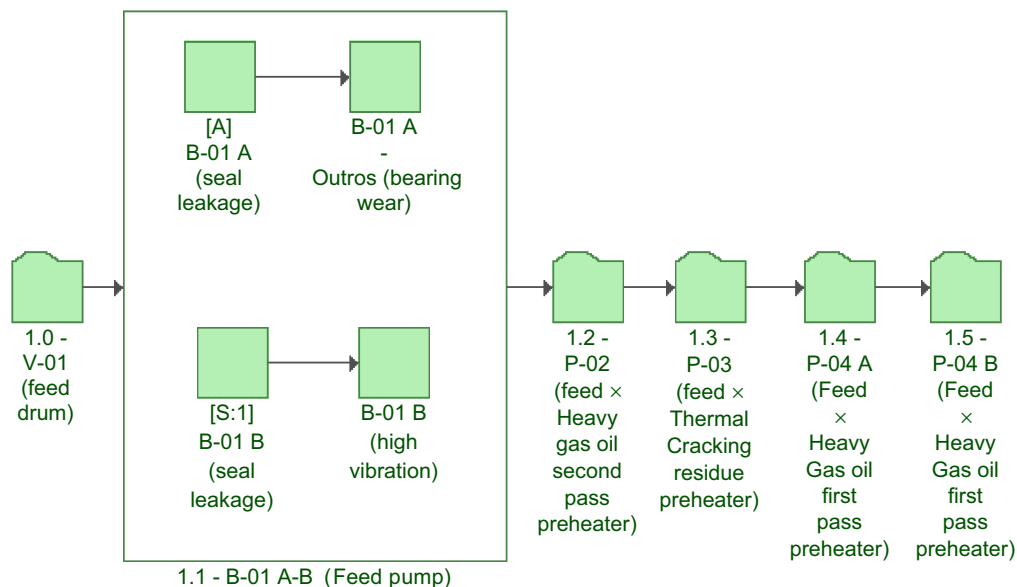 [A]
B-01 A
(seal
leakage)
B-01 A
-
Outros (bearing
wear)
1.0 -
V-01
(feed
drum)
[S:1]
B-01 B
(seal
leakage)
B-01 B
(high
vibration)
1.1 - B-01 A-B (Feed pump)
1.2 -
P-02
(feed ×
Heavy
gas oil
second
pass
preheater)
1.3 -
P-03
(feed ×
Thermal
Cracking
residue
preheater)
1.4 -
P-04 A
(Feed
×
Heavy
Gas oil
first
pass
preheater)
1.5 -
P-04 B
(Feed
×
Heavy
Gas oil
first
pass
preheater)